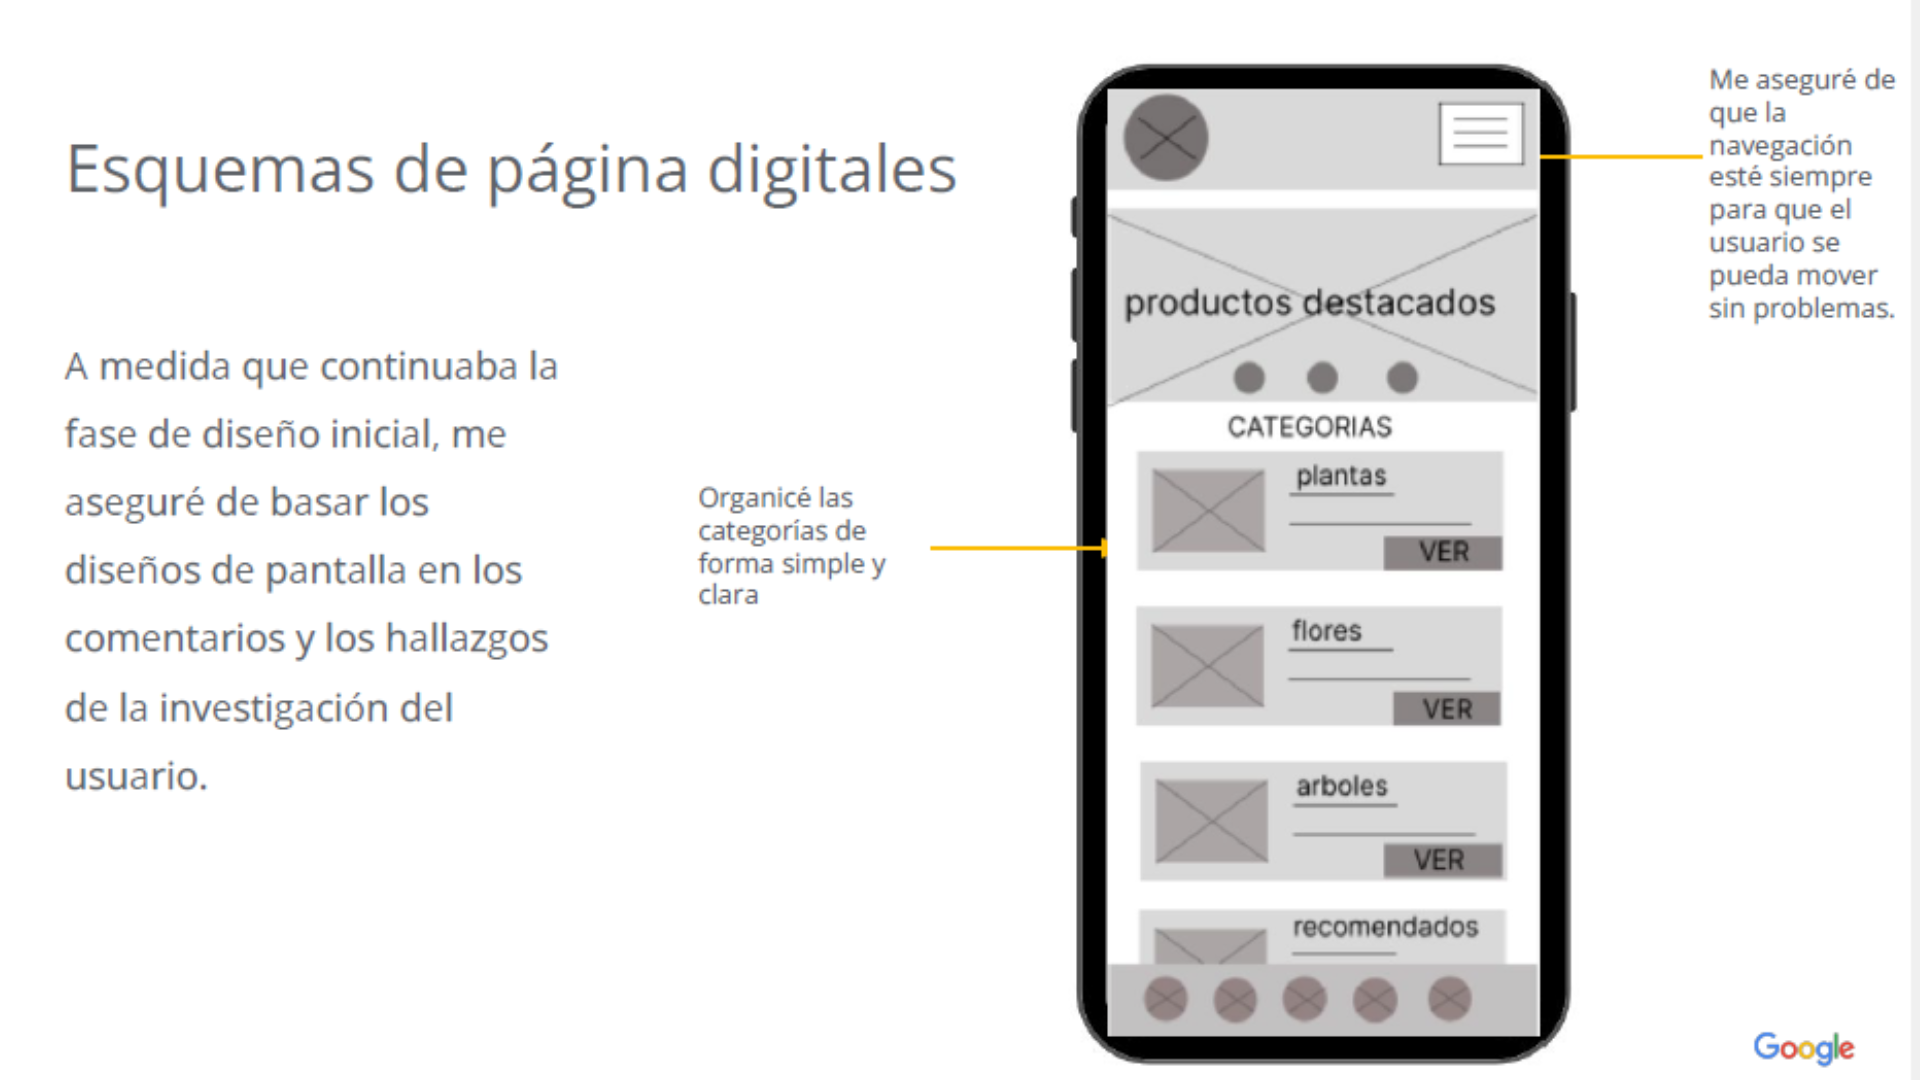 Esquemas de página digitales
A medida que continuaba la
fase de diseño inicial, me
aseguré de basar los
diseños de pantalla en los
comentarios y los hallazgos
de la investigación del
usuario.
Organicé las
categorías de
forma simple y
clara
productos destacados
CATEGORIAS
plantas
VER
flores
VER
arboles
VER
recomendados
Me aseguré de
que la
navegación
esté siempre
para que el
usuario se
pueda mover
sin problemas.
Google